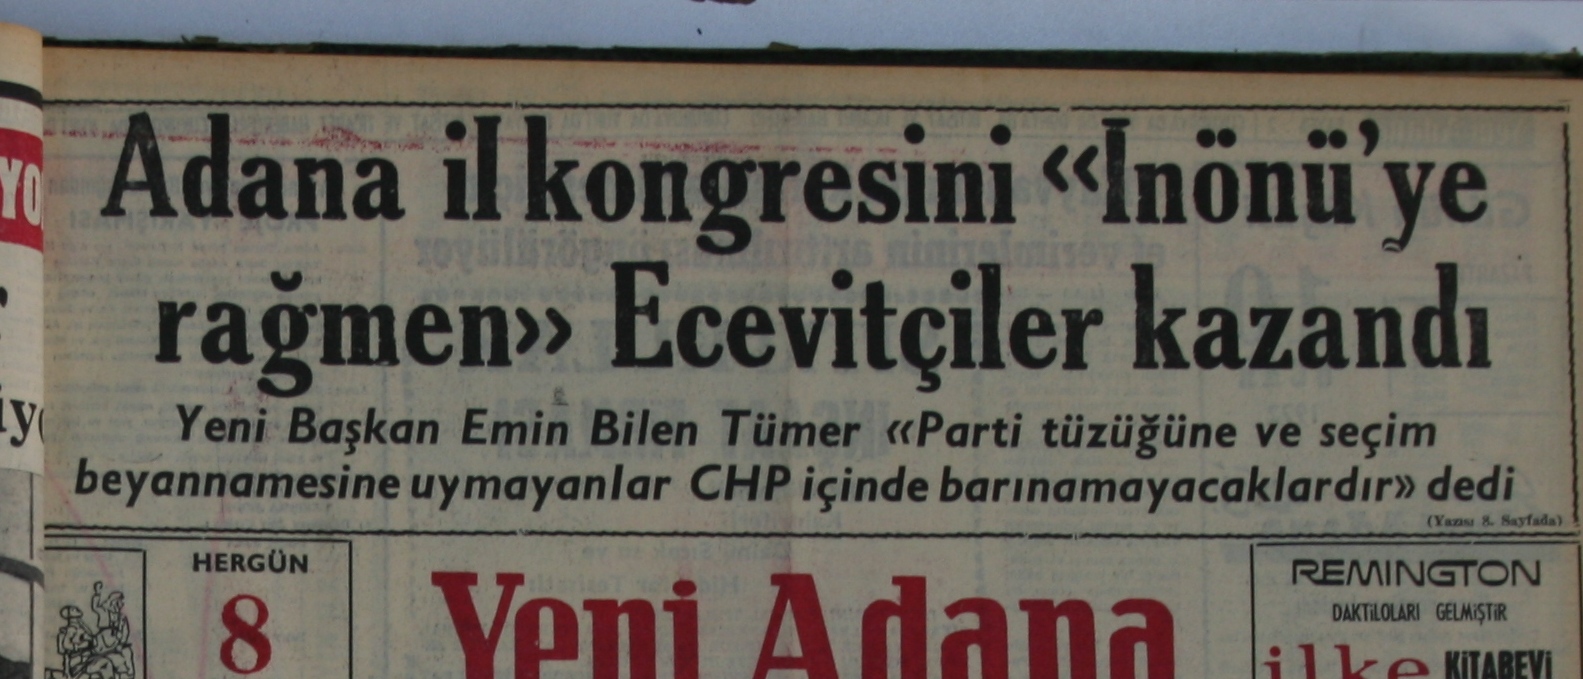 Adana il kongresini «İnönü'ye
rağmen» Ecevitçiler kazandı
Yeni Başkan Emin Bilen Tümer «Parti tüzüğüne ve seçim
beyannamesine uymayanlar CHP içinde barınamayacaklardır» dedi
(Yazısı 8. Sayfada)
HERGÜN
8
Yeni Adana
REMINGTON
DAKTİLOLARI GELMİŞTİR
ilke KİTABEVİ
YO